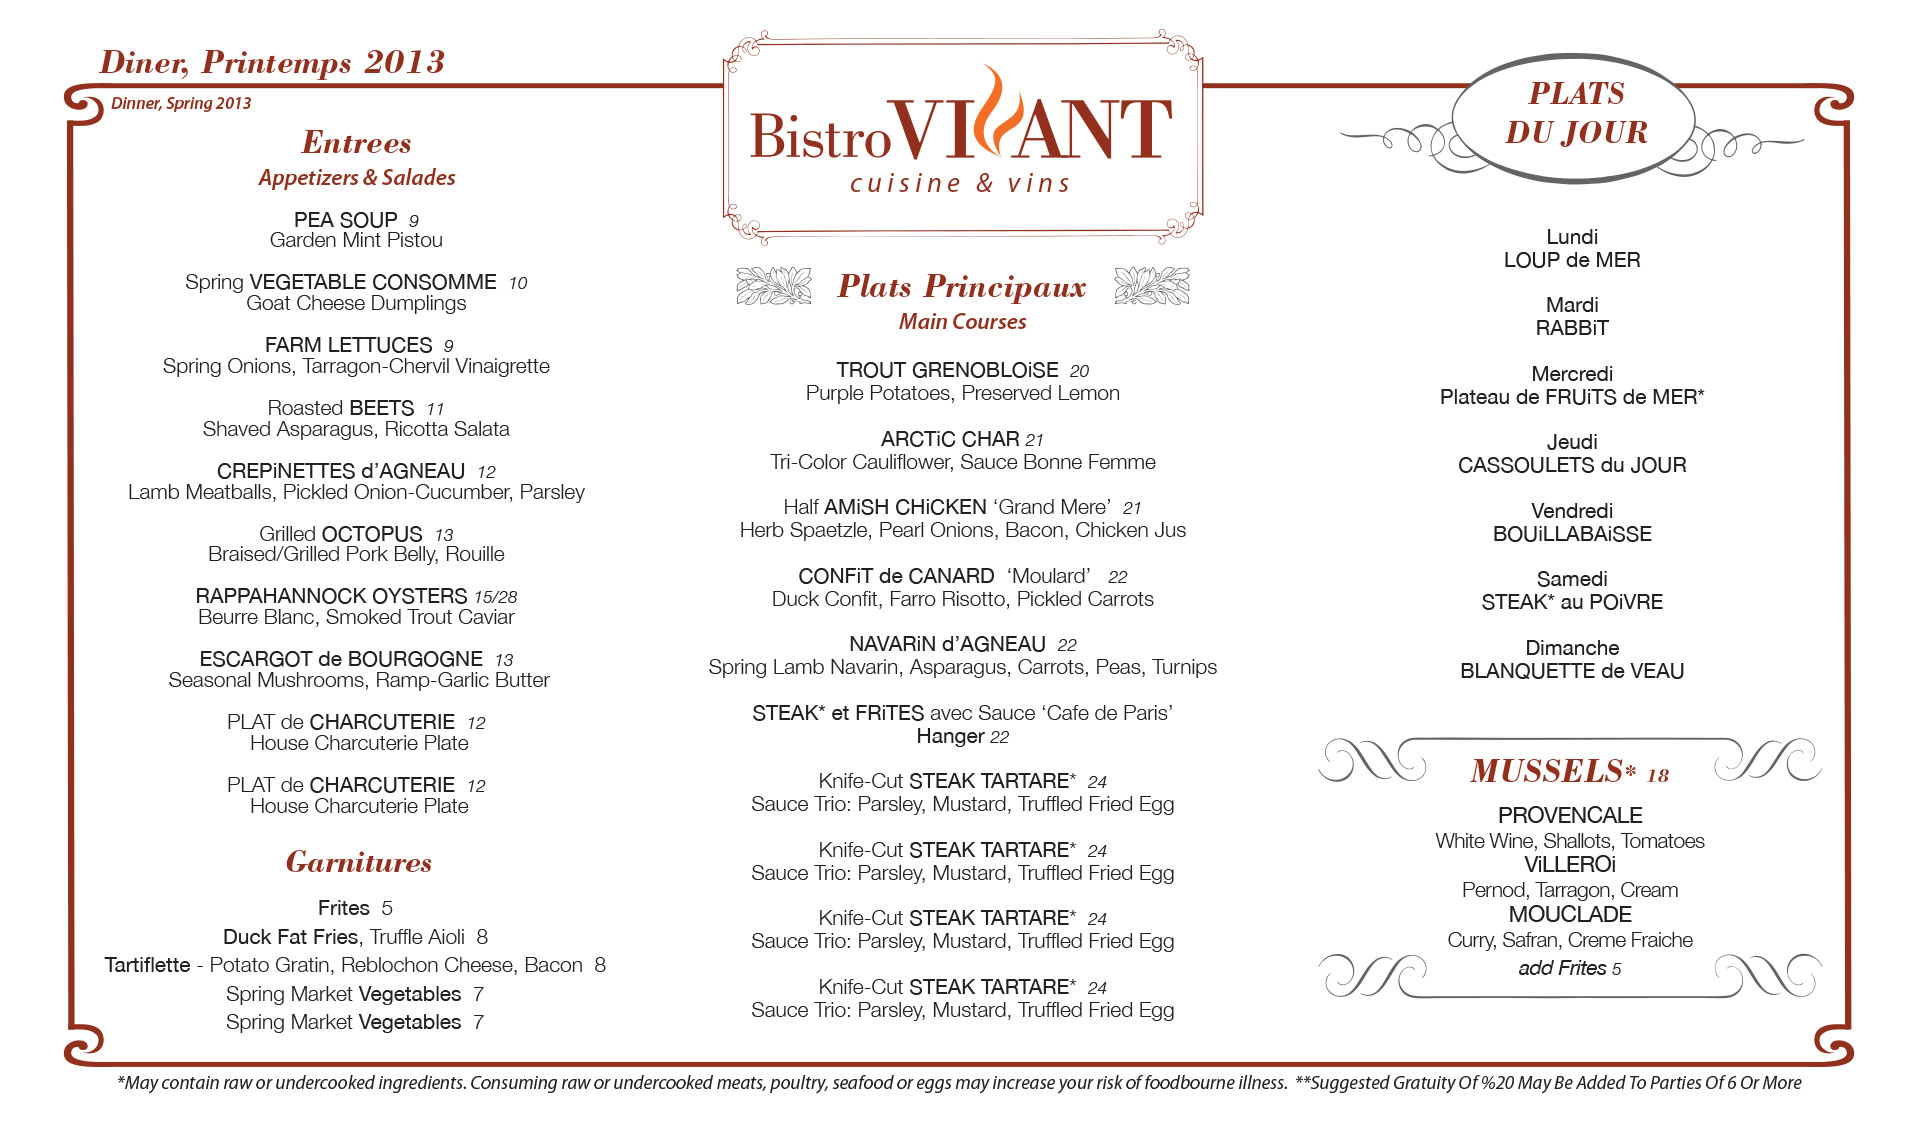 Diner, Printemps 2013
Dinner, Spring 2013
Entrees
Appetizers & Salades
PEA SOUP 9
Garden Mint Pistou
Spring VEGETABLE CONSOMME 10
Goat Cheese Dumplings
FARM LETTUCES 9
Spring Onions, Tarragon-Chervil Vinaigrette
Roasted BEETS 11
Shaved Asparagus, Ricotta Salata
CREPiNETTES d’AGNEAU 12
Lamb Meatballs, Pickled Onion-Cucumber, Parsley
Grilled OCTOPUS 13
Braised/Grilled Pork Belly, Rouille
RAPPAHANNOCK OYSTERS 15/28
Beurre Blanc, Smoked Trout Caviar
ESCARGOT de BOURGOGNE 13
Seasonal Mushrooms, Ramp-Garlic Butter
PLAT de CHARCUTERIE 12
House Charcuterie Plate
PLAT de CHARCUTERIE 12
House Charcuterie Plate
Garnitures
Frites 5
Duck Fat Fries, Truffle Aioli 8
Tartiflette - Potato Gratin, Reblochon Cheese, Bacon 8
Spring Market Vegetables 7
Spring Market Vegetables 7
Bistro VIVANT
cuisine & vins
Plats Principaux
Main Courses
TROUT GRENOBLOiSE 20
Purple Potatoes, Preserved Lemon
ARCTiC CHAR 21
Tri-Color Cauliflower, Sauce Bonne Femme
Half AMiSH CHiCKEN ‘Grand Mere’ 21
Herb Spaetzle, Pearl Onions, Bacon, Chicken Jus
CONFiT de CANARD ‘Moulard’ 22
Duck Confit, Farro Risotto, Pickled Carrots
NAVARiN d’AGNEAU 22
Spring Lamb Navarin, Asparagus, Carrots, Peas, Turnips
STEAK* et FRiTES avec Sauce ‘Cafe de Paris’
Hanger 22
Knife-Cut STEAK TARTARE* 24
Sauce Trio: Parsley, Mustard, Truffled Fried Egg
Knife-Cut STEAK TARTARE* 24
Sauce Trio: Parsley, Mustard, Truffled Fried Egg
Knife-Cut STEAK TARTARE* 24
Sauce Trio: Parsley, Mustard, Truffled Fried Egg
Knife-Cut STEAK TARTARE* 24
Sauce Trio: Parsley, Mustard, Truffled Fried Egg
PLATS
DU JOUR
Lundi
LOUP de MER
Mardi
RABBiT
Mercredi
Plateau de FRUiTS de MER*
Jeudi
CASSOULETS du JOUR
Vendredi
BOUiLLABAiSSE
Samedi
STEAK* au POiVRE
Dimanche
BLANQUETTE de VEAU
MUSSELS* 18
PROVENCALE
White Wine, Shallots, Tomatoes
ViLLEROi
Pernod, Tarragon, Cream
MOUCLADE
Curry, Safran, Creme Fraiche
add Frites 5
*May contain raw or undercooked ingredients. Consuming raw or undercooked meats, poultry, seafood or eggs may increase your risk of foodbourne illness. **Suggested Gratuity Of %20 May Be Added To Parties Of 6 Or More